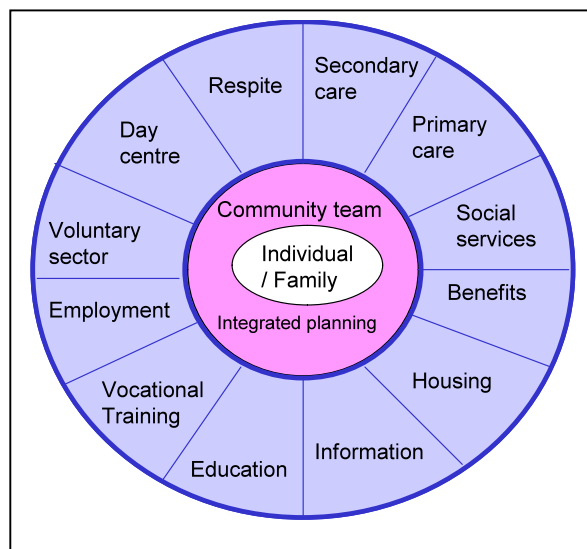 Respite
Secondary
care
Primary
care
Social
services
Benefits
Housing
Information
Education
Vocational
Training
Employment
Voluntary
sector
Day
centre
Community team
Individual
/ Family
Integrated planning